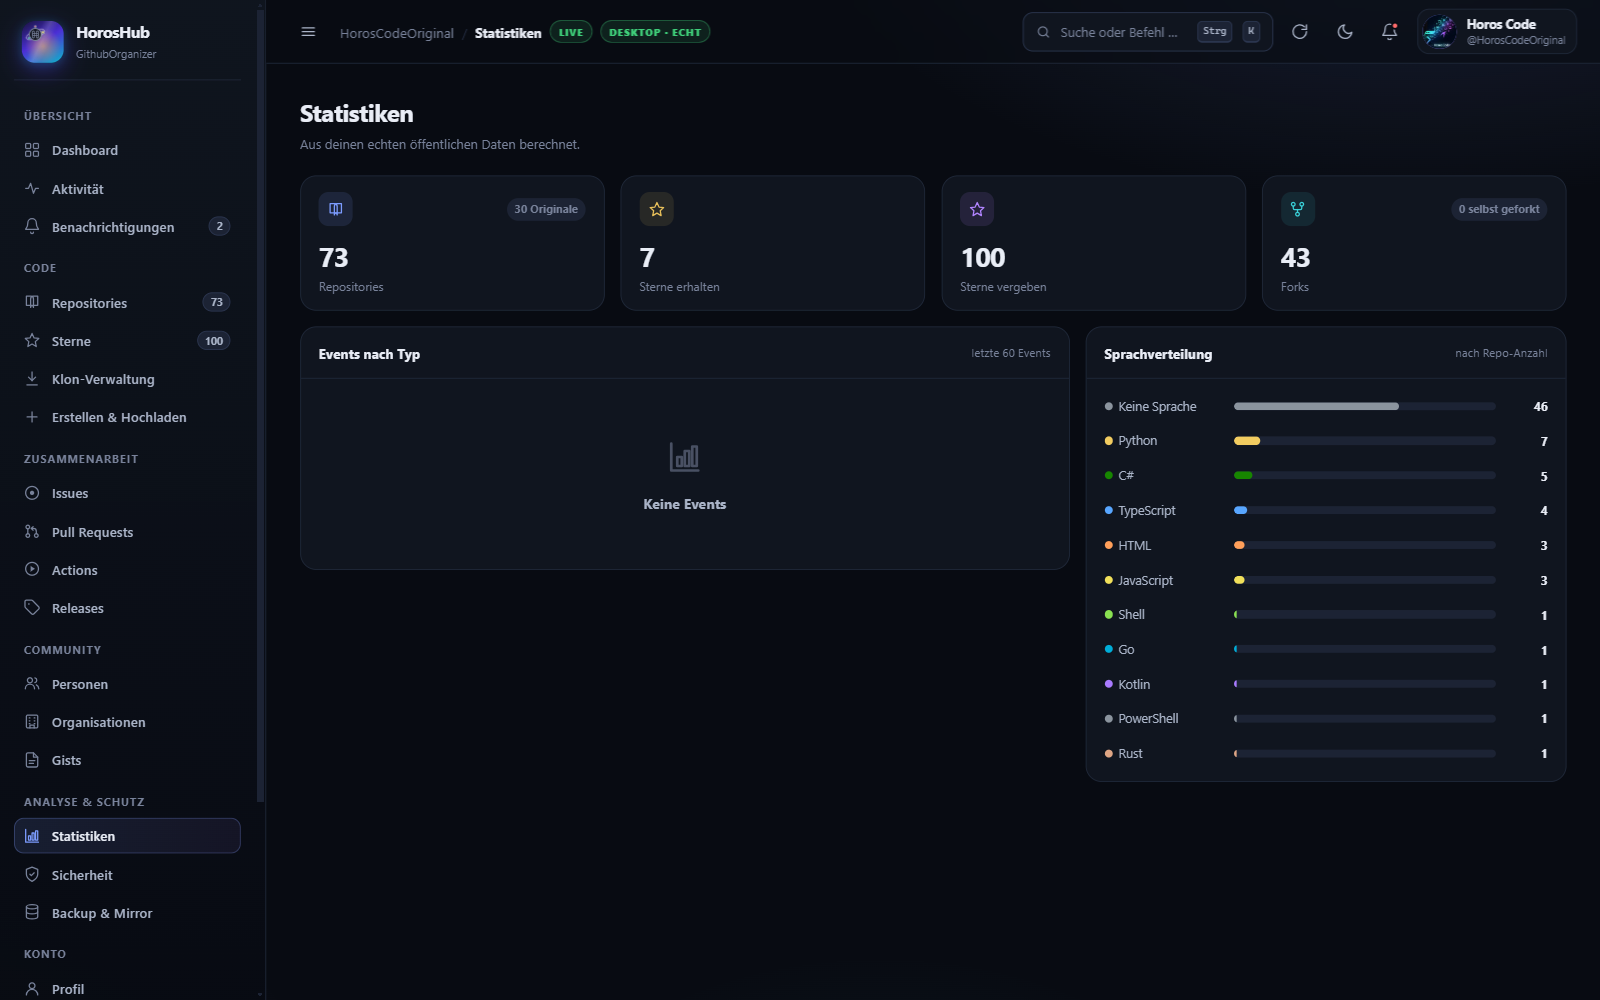 HorosHub
GithubOrganizer
ÜBERSICHT
Dashboard
Aktivität
Benachrichtigungen 2
CODE
Repositories 73
Sterne 100
Klon-Verwaltung
Erstellen & Hochladen
ZUSAMMENARBEIT
Issues
Pull Requests
Actions
Releases
COMMUNITY
Personen
Organisationen
Gists
ANALYSE & SCHUTZ
Statistiken
Sicherheit
Backup & Mirror
KONTO
Profil
HorosCodeOriginal / Statistiken LIVE DESKTOP · ECHT
Suche oder Befehl ... Strg K
Horos Code
@HorosCodeOriginal
Statistiken
Aus deinen echten öffentlichen Daten berechnet.
30 Originale
73
Repositories
7
Sterne erhalten
100
Sterne vergeben
0 selbst geforkt
43
Forks
Events nach Typ letzte 60 Events
Keine Events
Sprachverteilung nach Repo-Anzahl
Keine Sprache 46
Python 7
C# 5
TypeScript 4
HTML 3
JavaScript 3
Shell 1
Go 1
Kotlin 1
PowerShell 1
Rust 1